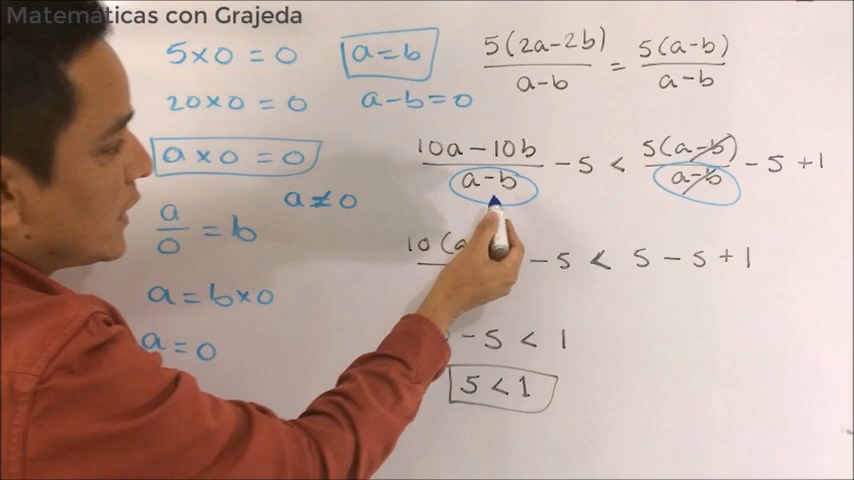 Matemáticas con Grajeda
5 x 0 = 0
a = b
20 x 0 = 0
a - b = 0
a x 0 = 0
a ≠ 0
a/0 = b
a = b x 0
a = 0
5(2a-2b)/a-b = 5(a-b)/a-b
10a - 10b/a-b - 5 < 5(a-b)/a-b - 5 + 1
10(a - 5 < 5 - 5 + 1
- 5 < 1
5 < 1